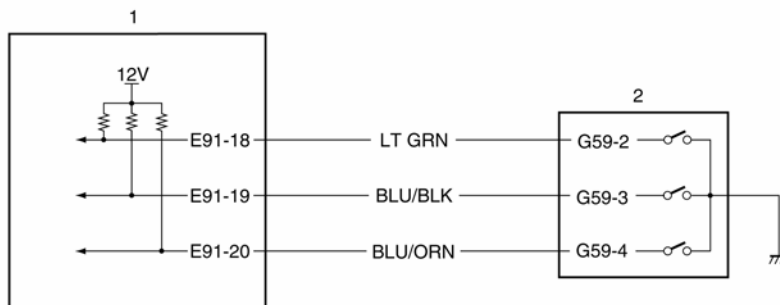 1
12V
2
E91-18 LT GRN G59-2
E91-19 BLU/BLK G59-3
E91-20 BLU/ORN G59-4